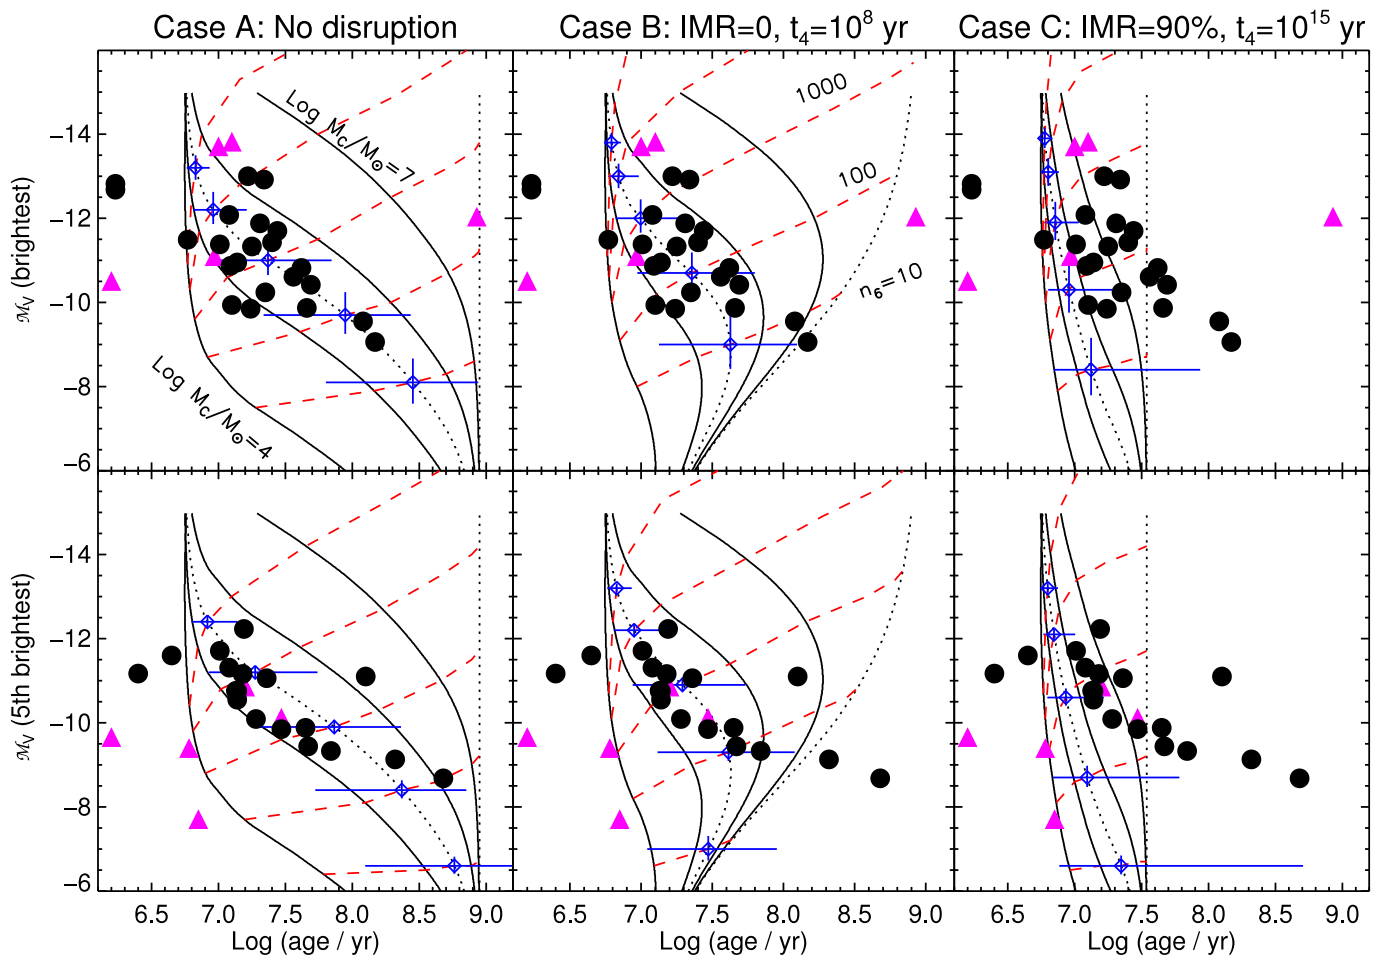 Case A: No disruption
Case B: IMR=0, t4=10^8 yr
Case C: IMR=90%, t4=10^15 yr
ℳV (brightest)
−14
−12
−10
−8
−6
Log Mc/M⊙=7
Log Mc/M⊙=4
1000
100
n6=10
ℳV (5th brightest)
−14
−12
−10
−8
−6
6.5 7.0 7.5 8.0 8.5 9.0
6.5 7.0 7.5 8.0 8.5 9.0
6.5 7.0 7.5 8.0 8.5 9.0
Log (age / yr)
Log (age / yr)
Log (age / yr)